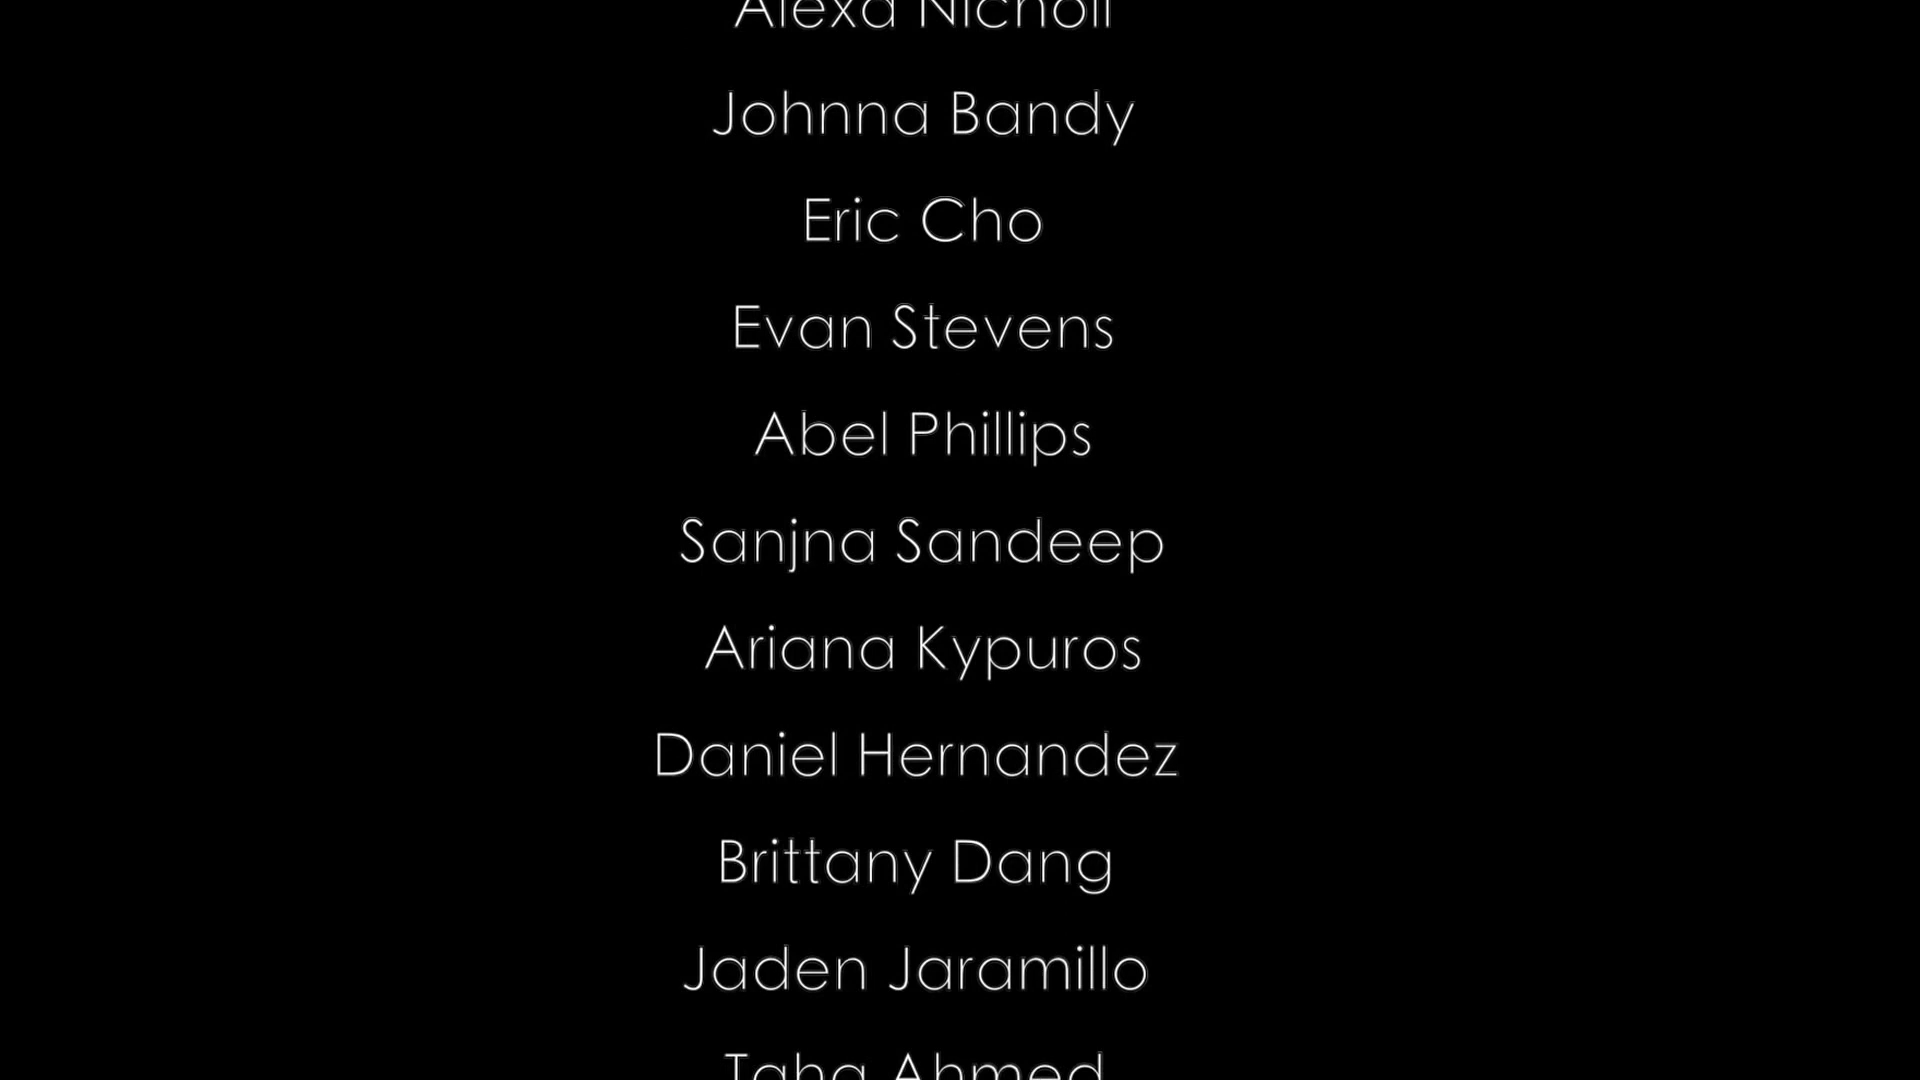 Alexa Nicholl
Johnna Bandy
Eric Cho
Evan Stevens
Abel Phillips
Sanjna Sandeep
Ariana Kypuros
Daniel Hernandez
Brittany Dang
Jaden Jaramillo
Taha Ahmed